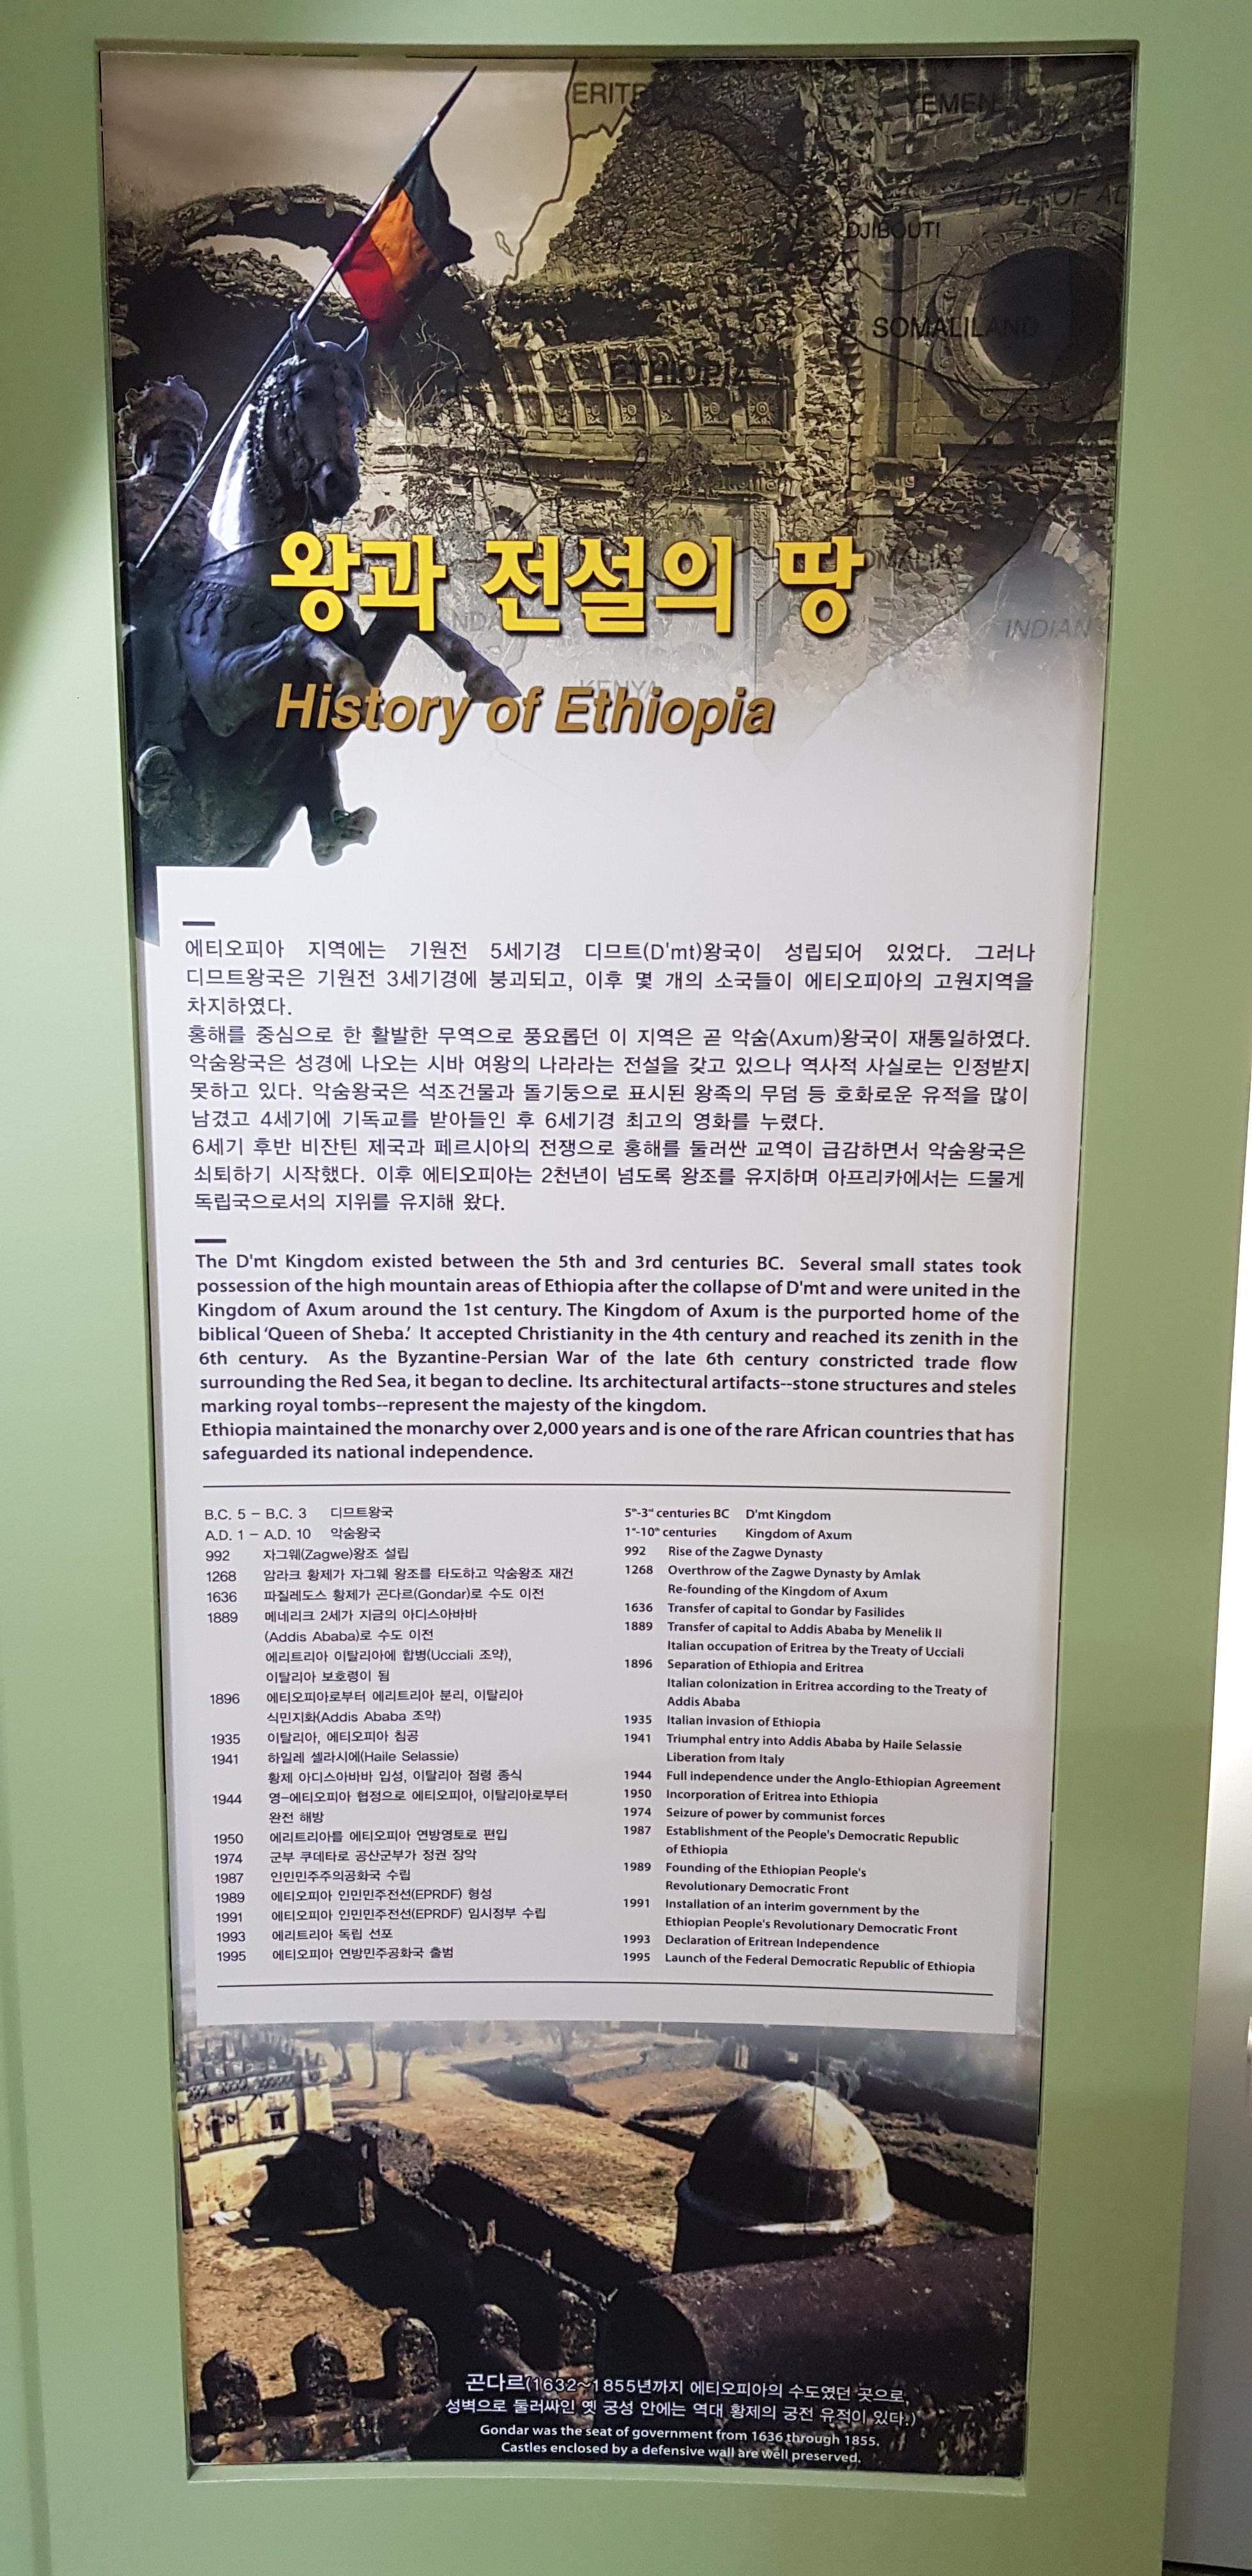 ERITREA
YEMEN
GULF OF AD
DJIBOUTI
SOMALILAND
ETHIOPIA
왕과 전설의 땅
INDIAN
KENYA
History of Ethiopia
에티오피아 지역에는 기원전 5세기경 디므트(D'mt)왕국이 성립되어 있었다. 그러나
디므트왕국은 기원전 3세기경에 붕괴되고, 이후 몇 개의 소국들이 에티오피아의 고원지역을
차지하였다.
홍해를 중심으로 한 활발한 무역으로 풍요롭던 이 지역은 곧 악숨(Axum)왕국이 재통일하였다.
악숨왕국은 성경에 나오는 시바 여왕의 나라라는 전설을 갖고 있으나 역사적 사실로는 인정받지
못하고 있다. 악숨왕국은 석조건물과 돌기둥으로 표시된 왕족의 무덤 등 호화로운 유적을 많이
남겼고 4세기에 기독교를 받아들인 후 6세기경 최고의 영화를 누렸다.
6세기 후반 비잔틴 제국과 페르시아의 전쟁으로 홍해를 둘러싼 교역이 급감하면서 악숨왕국은
쇠퇴하기 시작했다. 이후 에티오피아는 2천년이 넘도록 왕조를 유지하며 아프리카에서는 드물게
독립국으로서의 지위를 유지해 왔다.
The D'mt Kingdom existed between the 5th and 3rd centuries BC. Several small states took
possession of the high mountain areas of Ethiopia after the collapse of D'mt and were united in the
Kingdom of Axum around the 1st century. The Kingdom of Axum is the purported home of the
biblical 'Queen of Sheba.' It accepted Christianity in the 4th century and reached its zenith in the
6th century. As the Byzantine-Persian War of the late 6th century constricted trade flow
surrounding the Red Sea, it began to decline. Its architectural artifacts--stone structures and steles
marking royal tombs--represent the majesty of the kingdom.
Ethiopia maintained the monarchy over 2,000 years and is one of the rare African countries that has
safeguarded its national independence.
B.C. 5 - B.C. 3 디므트왕국
A.D. 1 - A.D. 10 악숨왕국
992 자그웨(Zagwe)왕조 설립
1268 암라크 황제가 자그웨 왕조를 타도하고 악숨왕조 재건
1636 파질레도스 황제가 곤다르(Gondar)로 수도 이전
1889 메네리크 2세가 지금의 아디스아바바
(Addis Ababa)로 수도 이전
에리트리아 이탈리아에 합병(Ucciali 조약),
이탈리아 보호령이 됨
1896 에티오피아로부터 에리트리아 분리, 이탈리아
식민지화(Addis Ababa 조약)
1935 이탈리아, 에티오피아 침공
1941 하일레 셀라시에(Haile Selassie)
황제 아디스아바바 입성, 이탈리아 점령 종식
1944 영-에티오피아 협정으로 에티오피아, 이탈리아로부터
완전 해방
1950 에리트리아를 에티오피아 연방영토로 편입
1974 군부 쿠데타로 공산군부가 정권 장악
1987 인민민주주의공화국 수립
1989 에티오피아 인민민주전선(EPRDF) 형성
1991 에티오피아 인민민주전선(EPRDF) 임시정부 수립
1993 에리트리아 독립 선포
1995 에티오피아 연방민주공화국 출범
5th-3rd centuries BC D'mt Kingdom
1st-10th centuries Kingdom of Axum
992 Rise of the Zagwe Dynasty
1268 Overthrow of the Zagwe Dynasty by Amlak
Re-founding of the Kingdom of Axum
1636 Transfer of capital to Gondar by Fasilides
1889 Transfer of capital to Addis Ababa by Menelik II
Italian occupation of Eritrea by the Treaty of Ucciali
1896 Separation of Ethiopia and Eritrea
Italian colonization in Eritrea according to the Treaty of
Addis Ababa
1935 Italian invasion of Ethiopia
1941 Triumphal entry into Addis Ababa by Haile Selassie
Liberation from Italy
1944 Full independence under the Anglo-Ethiopian Agreement
1950 Incorporation of Eritrea into Ethiopia
1974 Seizure of power by communist forces
1987 Establishment of the People's Democratic Republic
of Ethiopia
1989 Founding of the Ethiopian People's
Revolutionary Democratic Front
1991 Installation of an interim government by the
Ethiopian People's Revolutionary Democratic Front
1993 Declaration of Eritrean Independence
1995 Launch of the Federal Democratic Republic of Ethiopia
곤다르(1632~1855년까지 에티오피아의 수도였던 곳으로,
성벽으로 둘러싸인 옛 궁성 안에는 역대 황제의 궁전 유적이 있다.)
Gondar was the seat of government from 1636 through 1855.
Castles enclosed by a defensive wall are well preserved.